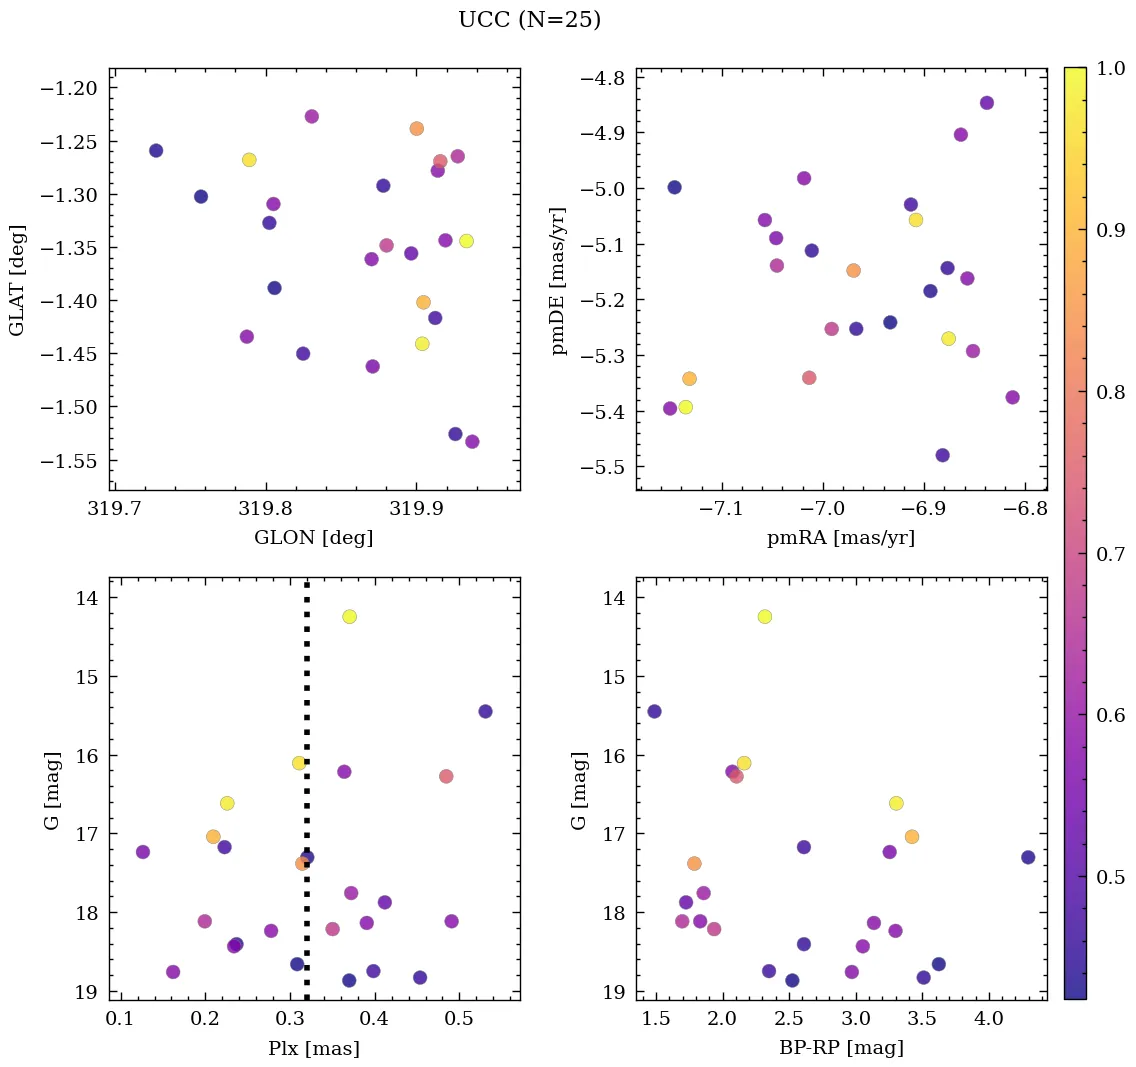 UCC (N=25)
−1.20
−1.25
−1.30
−1.35
−1.40
−1.45
−1.50
−1.55
GLAT [deg]
319.7 319.8 319.9
GLON [deg]
−4.8
−4.9
−5.0
−5.1
−5.2
−5.3
−5.4
−5.5
pmDE [mas/yr]
−7.1 −7.0 −6.9 −6.8
pmRA [mas/yr]
14
15
16
17
18
19
G [mag]
0.1 0.2 0.3 0.4 0.5
Plx [mas]
14
15
16
17
18
19
G [mag]
1.5 2.0 2.5 3.0 3.5 4.0
BP-RP [mag]
1.0
0.9
0.8
0.7
0.6
0.5